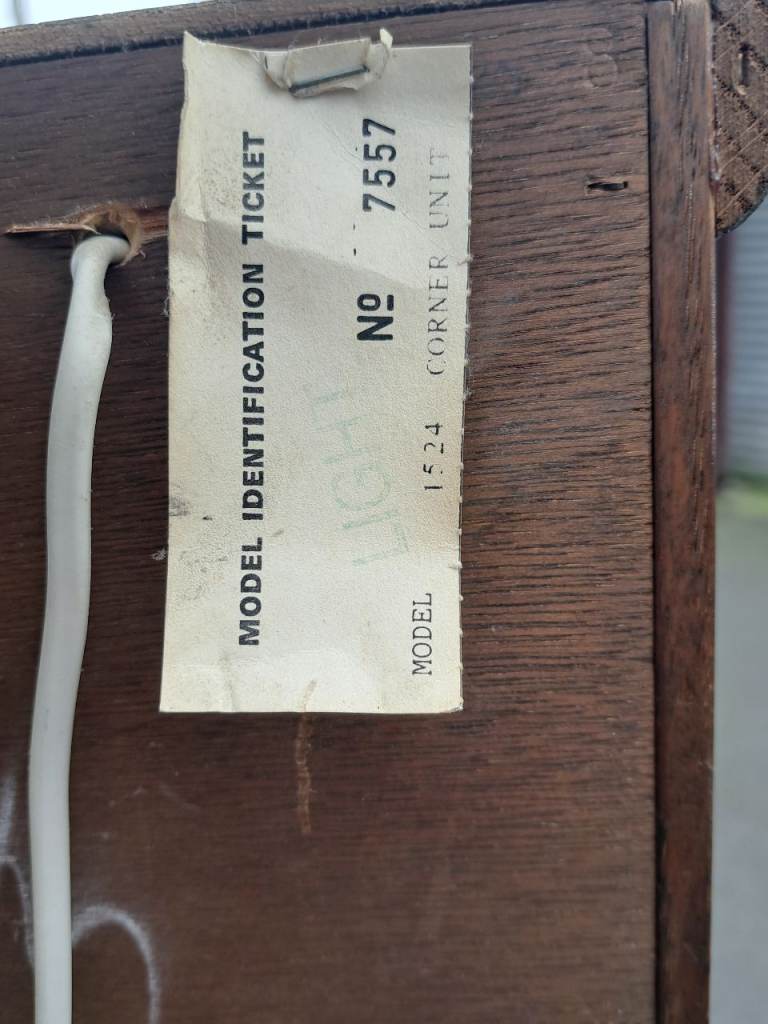 MODEL IDENTIFICATION TICKET
Nº 7557
LIGHT
MODEL 1524 CORNER UNIT